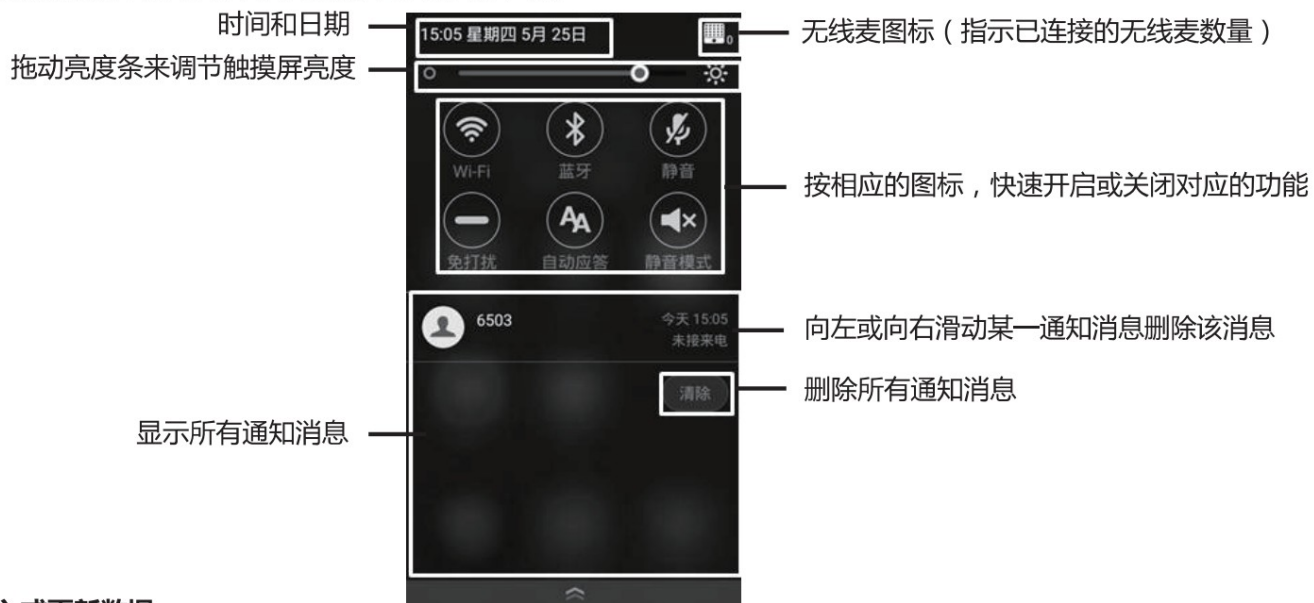 时间和日期
15:05 星期四 5月 25日
0
无线麦图标（指示已连接的无线麦数量）
拖动亮度条来调节触摸屏亮度
Wi-Fi
蓝牙
静音
按相应的图标，快速开启或关闭对应的功能
免打扰
自动应答
静音模式
6503
今天 15:05
未接来电
向左或向右滑动某一通知消息删除该消息
清除
删除所有通知消息
显示所有通知消息